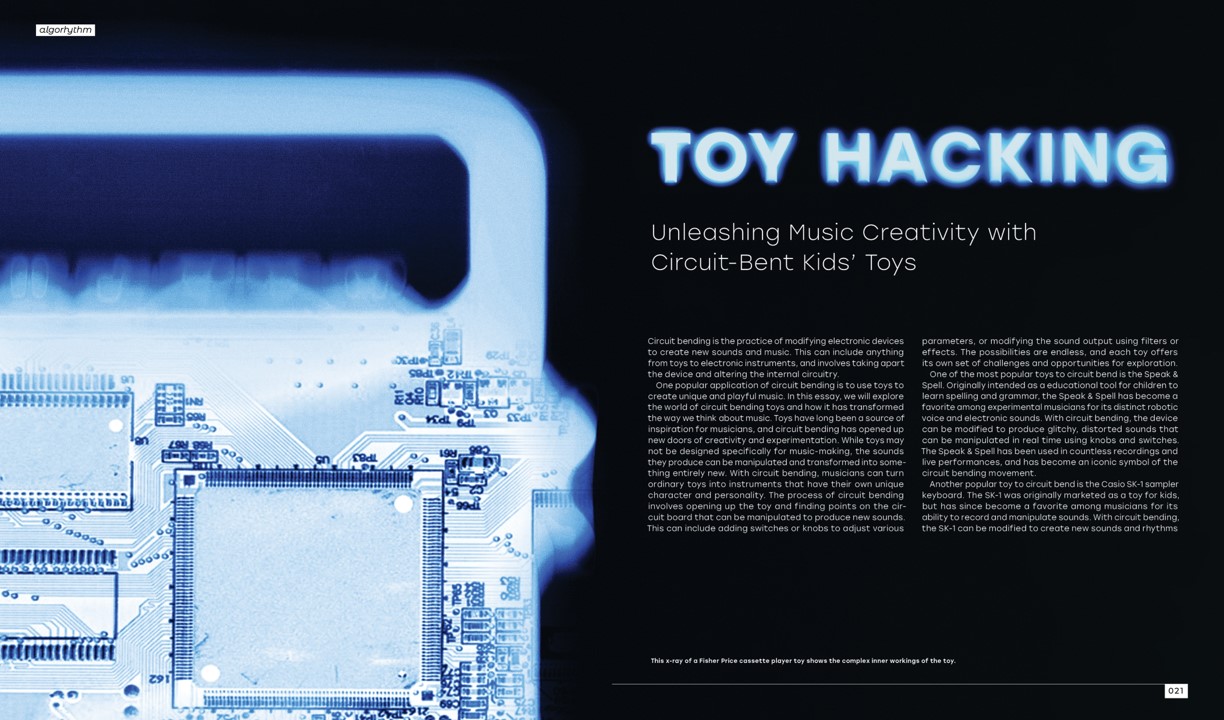 algorhythm
TOY HACKING
Unleashing Music Creativity with
Circuit-Bent Kids' Toys
Circuit bending is the practice of modifying electronic devices
to create new sounds and music. This can include anything
from toys to electronic instruments, and involves taking apart
the device and altering the internal circuitry.
One popular application of circuit bending is to use toys to
create unique and playful music. In this essay, we will explore
the world of circuit bending toys and how it has transformed
the way we think about music. Toys have long been a source of
inspiration for musicians, and circuit bending has opened up
new doors of creativity and experimentation. While toys may
not be designed specifically for music-making, the sounds
they produce can be manipulated and transformed into some-
thing entirely new. With circuit bending, musicians can turn
ordinary toys into instruments that have their own unique
character and personality. The process of circuit bending
involves opening up the toy and finding points on the cir-
cuit board that can be manipulated to produce new sounds.
This can include adding switches or knobs to adjust various
parameters, or modifying the sound output using filters or
effects. The possibilities are endless, and each toy offers
its own set of challenges and opportunities for exploration.
One of the most popular toys to circuit bend is the Speak &
Spell. Originally intended as a educational tool for children to
learn spelling and grammar, the Speak & Spell has become a
favorite among experimental musicians for its distinct robotic
voice and electronic sounds. With circuit bending, the device
can be modified to produce glitchy, distorted sounds that
can be manipulated in real time using knobs and switches.
The Speak & Spell has been used in countless recordings and
live performances, and has become an iconic symbol of the
circuit bending movement.
Another popular toy to circuit bend is the Casio SK-1 sampler
keyboard. The SK-1 was originally marketed as a toy for kids,
but has since become a favorite among musicians for its
ability to record and manipulate sounds. With circuit bending,
the SK-1 can be modified to create new sounds and rhythms
This x-ray of a Fisher Price cassette player toy shows the complex inner workings of the toy.
021